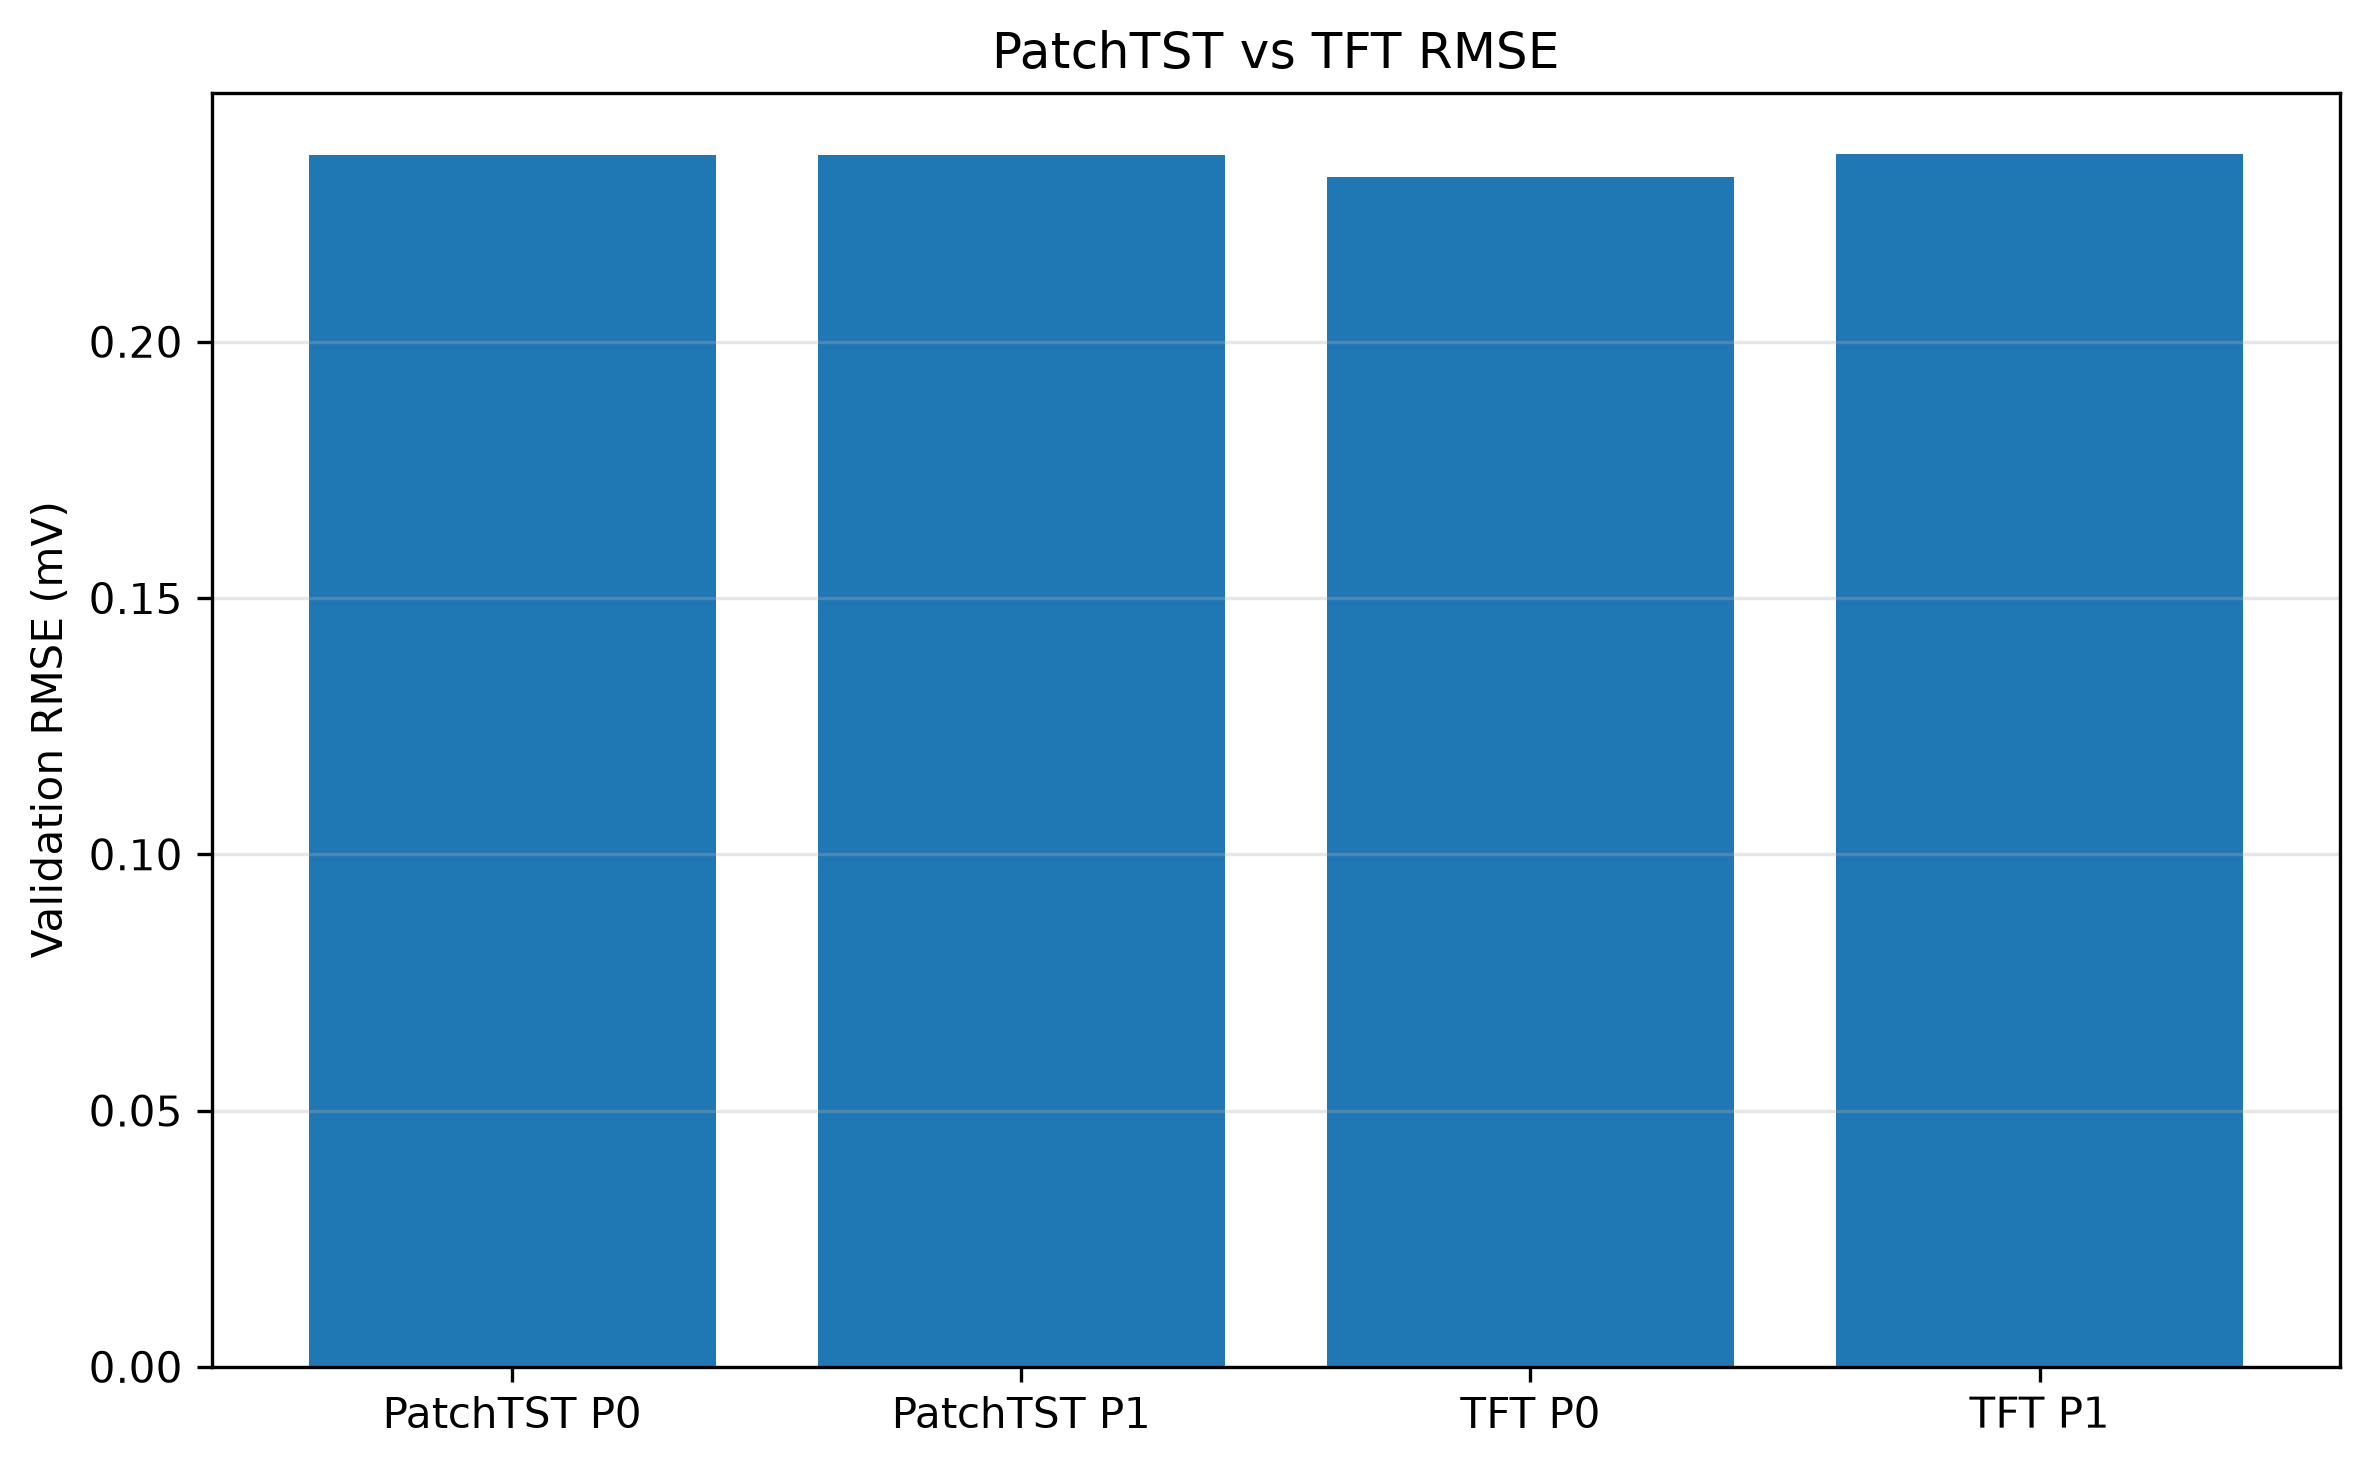 PatchTST vs TFT RMSE
Validation RMSE (mV)
0.20
0.15
0.10
0.05
0.00
PatchTST P0
PatchTST P1
TFT P0
TFT P1